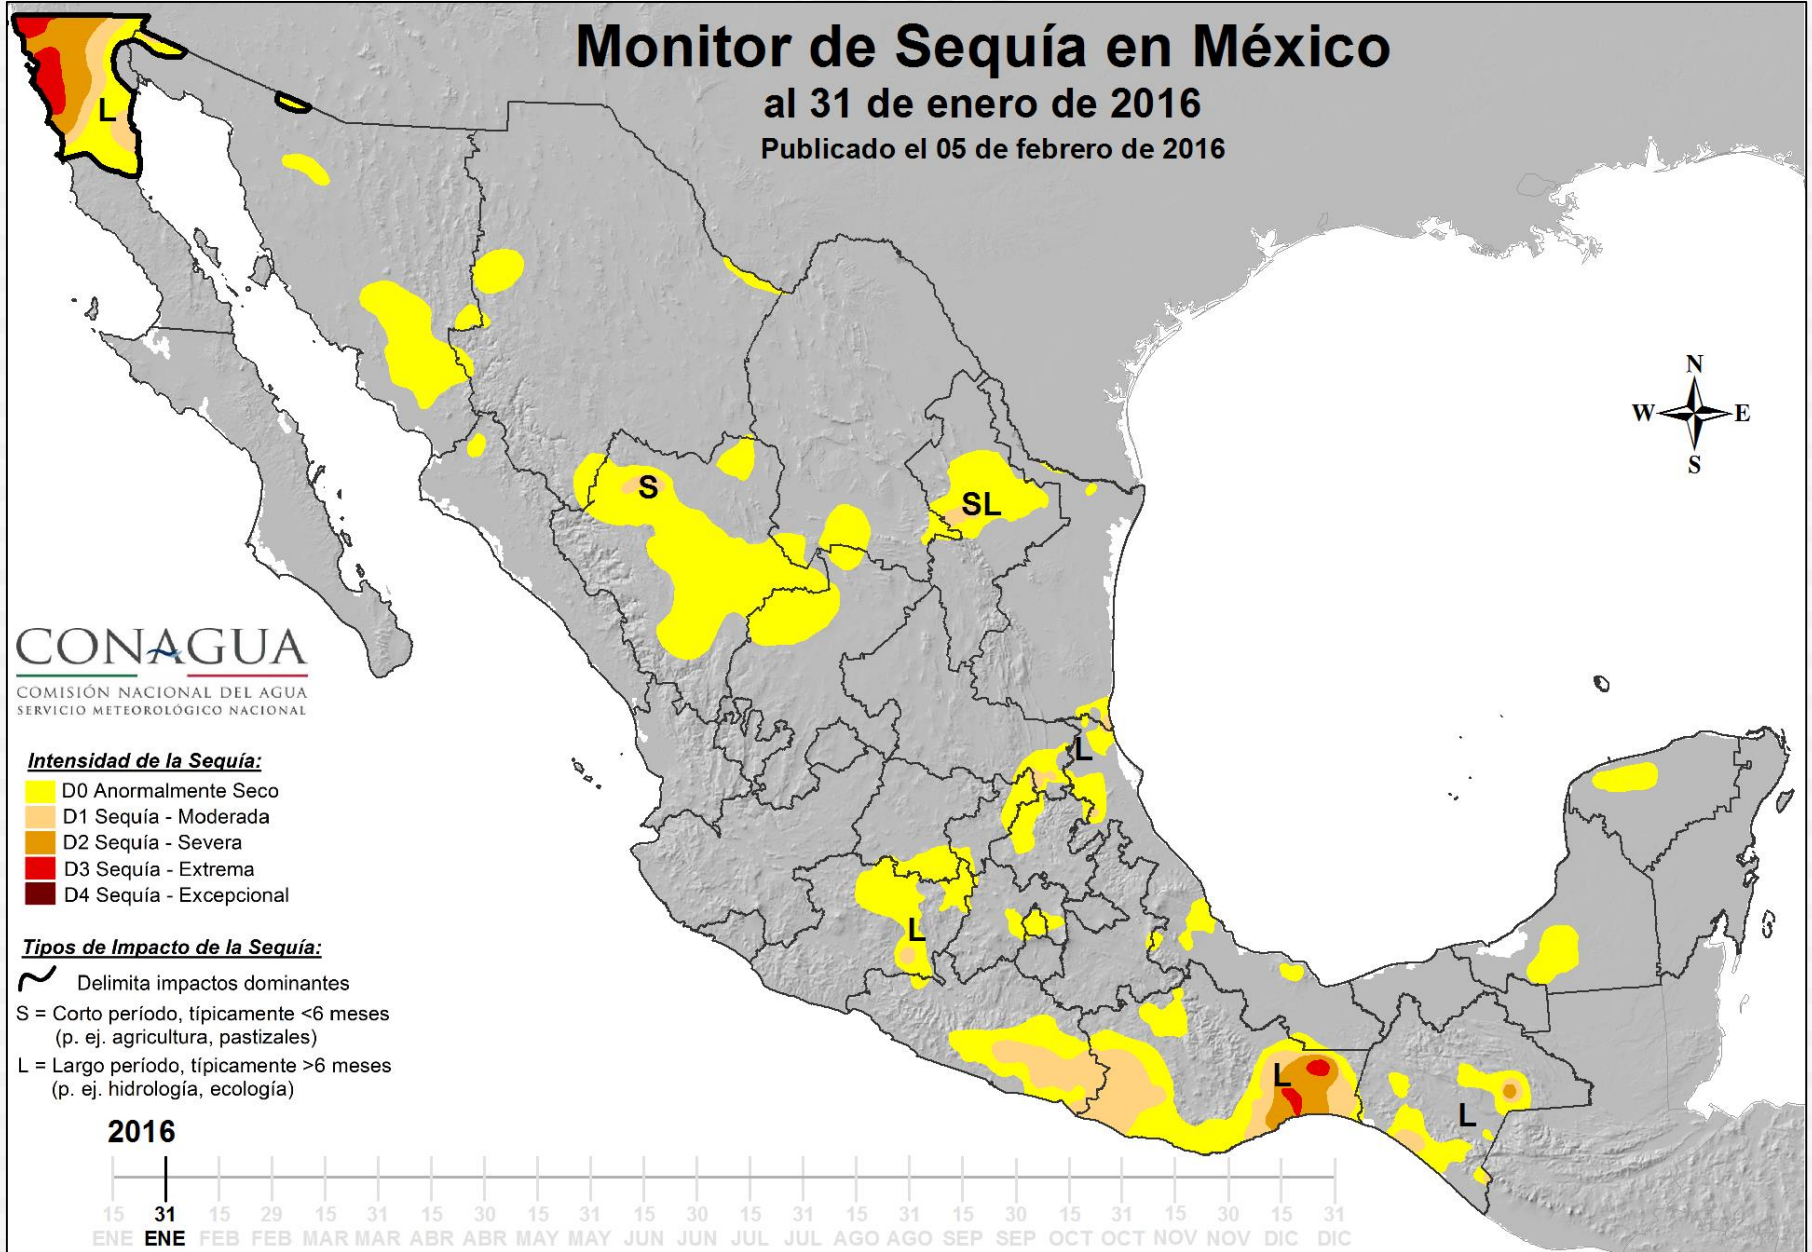 Monitor de Sequía en México
al 31 de enero de 2016
Publicado el 05 de febrero de 2016
L
S
SL
L
L
L
L
N
W E
S
CONAGUA
COMISIÓN NACIONAL DEL AGUA
SERVICIO METEOROLÓGICO NACIONAL
Intensidad de la Sequía:
D0 Anormalmente Seco
D1 Sequía - Moderada
D2 Sequía - Severa
D3 Sequía - Extrema
D4 Sequía - Excepcional
Tipos de Impacto de la Sequía:
Delimita impactos dominantes
S = Corto período, típicamente <6 meses
(p. ej. agricultura, pastizales)
L = Largo período, típicamente >6 meses
(p. ej. hidrología, ecología)
2016
15 31 15 29 15 31 15 30 15 31 15 30 15 31 15 31 15 30 15 31 15 30 15 31
ENE ENE FEB FEB MAR MAR ABR ABR MAY MAY JUN JUN JUL JUL AGO AGO SEP SEP OCT OCT NOV NOV DIC DIC